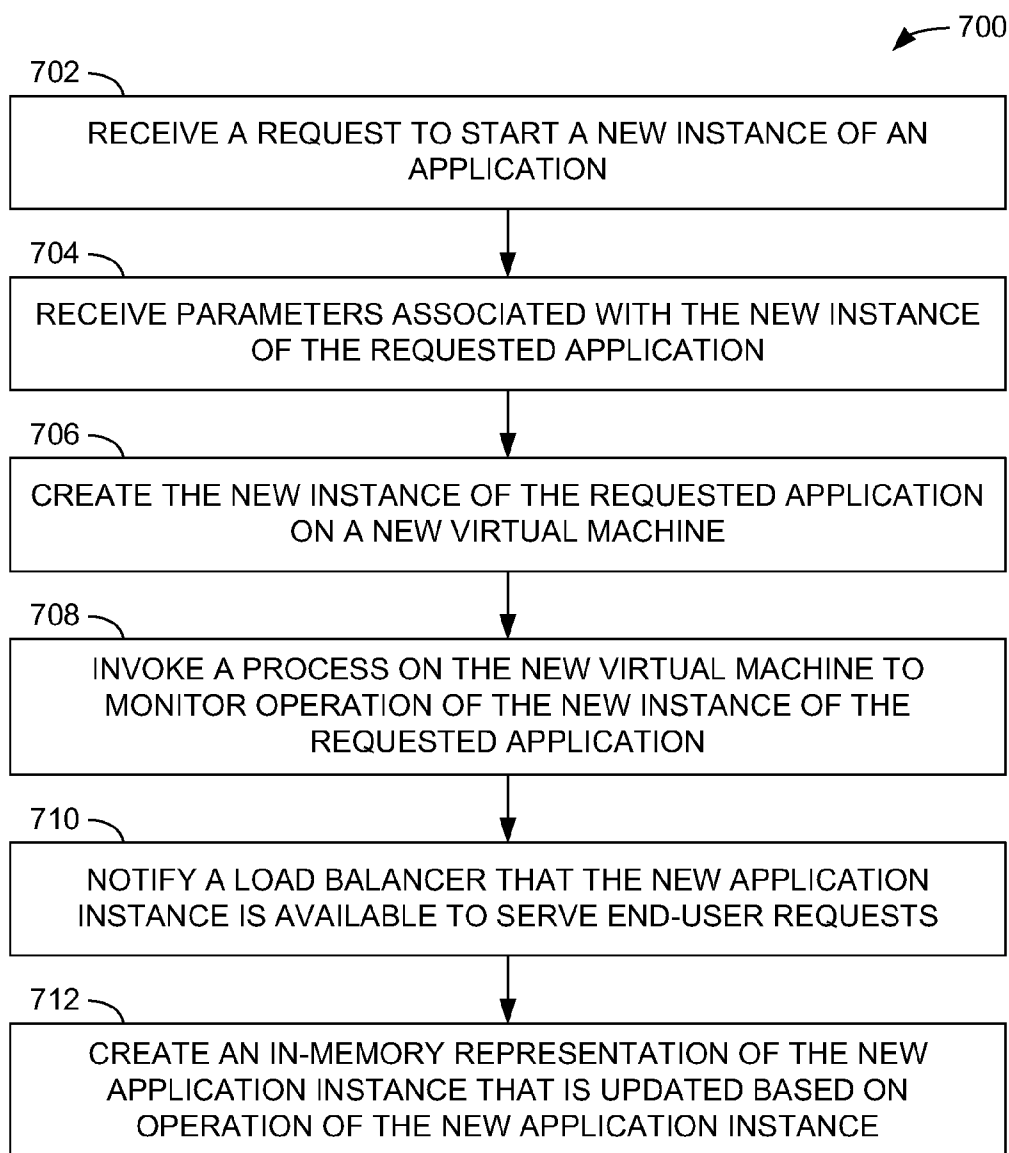 700
702
RECEIVE A REQUEST TO START A NEW INSTANCE OF AN
APPLICATION
704
RECEIVE PARAMETERS ASSOCIATED WITH THE NEW INSTANCE
OF THE REQUESTED APPLICATION
706
CREATE THE NEW INSTANCE OF THE REQUESTED APPLICATION
ON A NEW VIRTUAL MACHINE
708
INVOKE A PROCESS ON THE NEW VIRTUAL MACHINE TO
MONITOR OPERATION OF THE NEW INSTANCE OF THE
REQUESTED APPLICATION
710
NOTIFY A LOAD BALANCER THAT THE NEW APPLICATION
INSTANCE IS AVAILABLE TO SERVE END-USER REQUESTS
712
CREATE AN IN-MEMORY REPRESENTATION OF THE NEW
APPLICATION INSTANCE THAT IS UPDATED BASED ON
OPERATION OF THE NEW APPLICATION INSTANCE